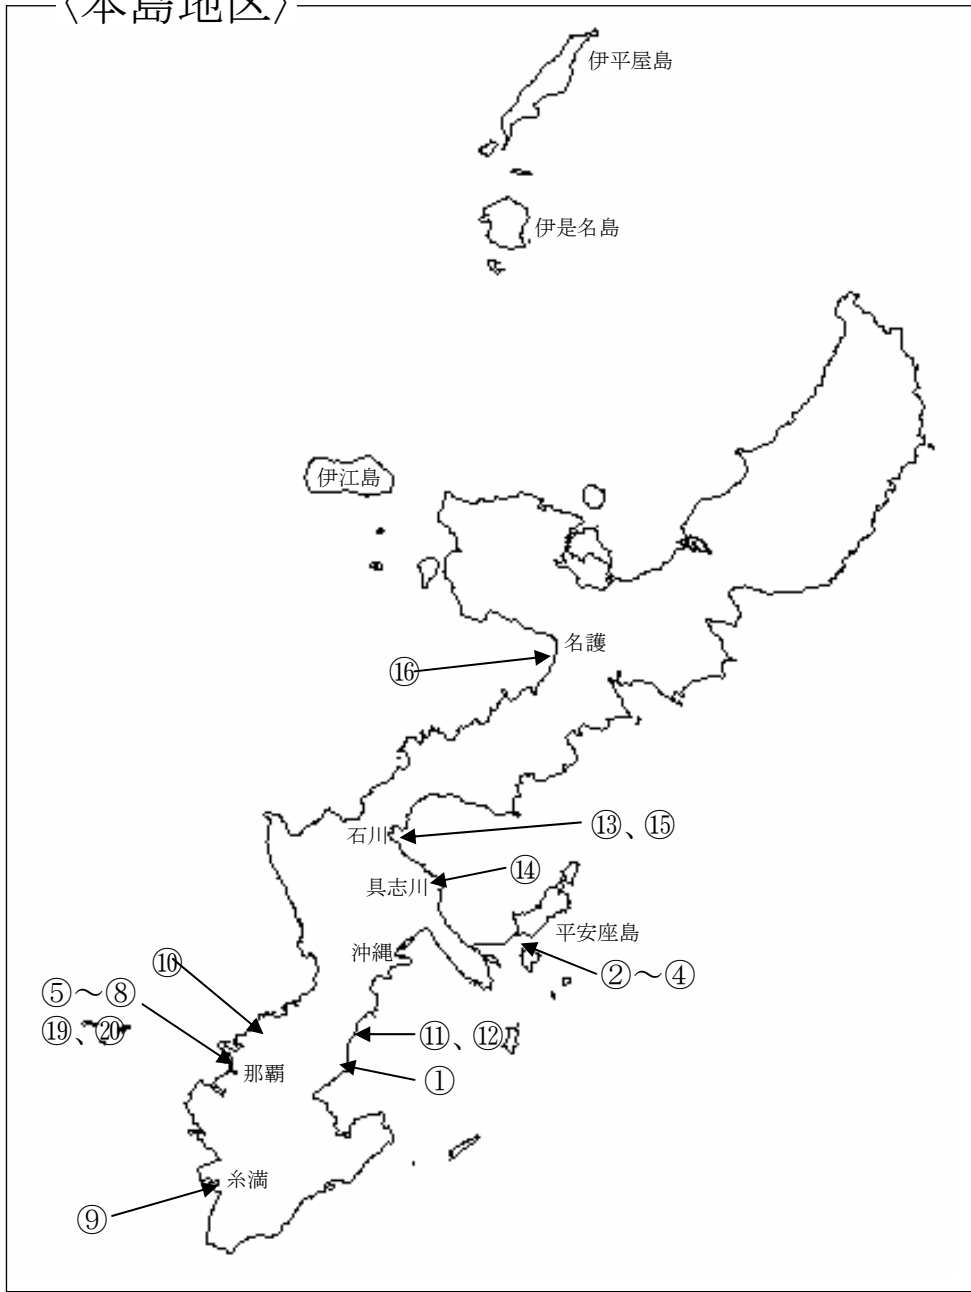 〈本島地区〉
伊平屋島
伊是名島
伊江島
名護
⑯
⑬、⑮
石川
⑭
具志川
平安座島
沖縄
②～④
⑩
⑤～⑧
⑲、⑳
⑪、⑫
那覇
①
糸満
⑨